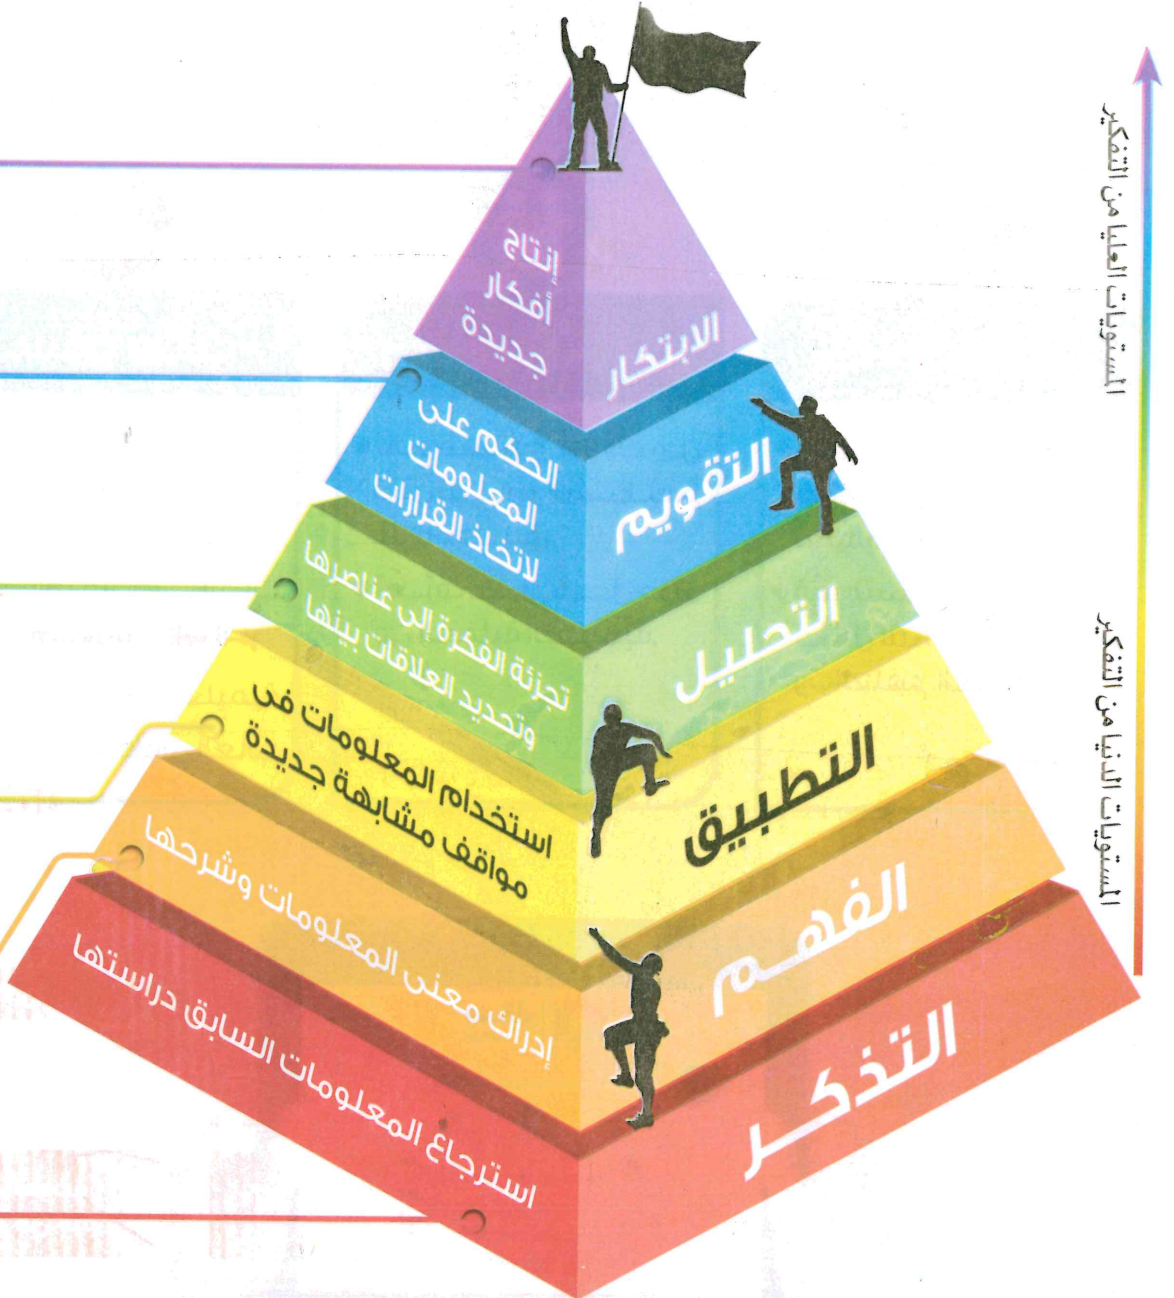 المستويات العليا من التفكير
المستويات الدنيا من التفكير
الابتكار
إنتاج
أفكار
جديدة
التقويم
الحكم على
المعلومات
لاتخاذ القرارات
التحليل
تجزئة الفكرة إلى عناصرها
وتحديد العلاقات بينها
التطبيق
استخدام المعلومات فى
مواقف مشابهة جديدة
الفهم
إدراك معنى المعلومات وشرحها
التذكر
استرجاع المعلومات السابق دراستها